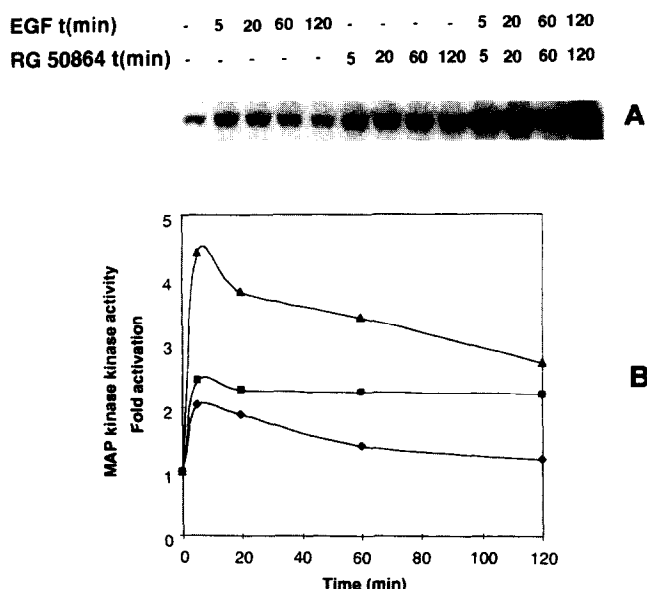 EGF t(min) - 5 20 60 120 - - - - 5 20 60 120
RG 50864 t(min) - - - - - 5 20 60 120 5 20 60 120
A
5
4
3
2
1
0
MAP kinase kinase activity
Fold activation
B
0 20 40 60 80 100 120
Time (min)